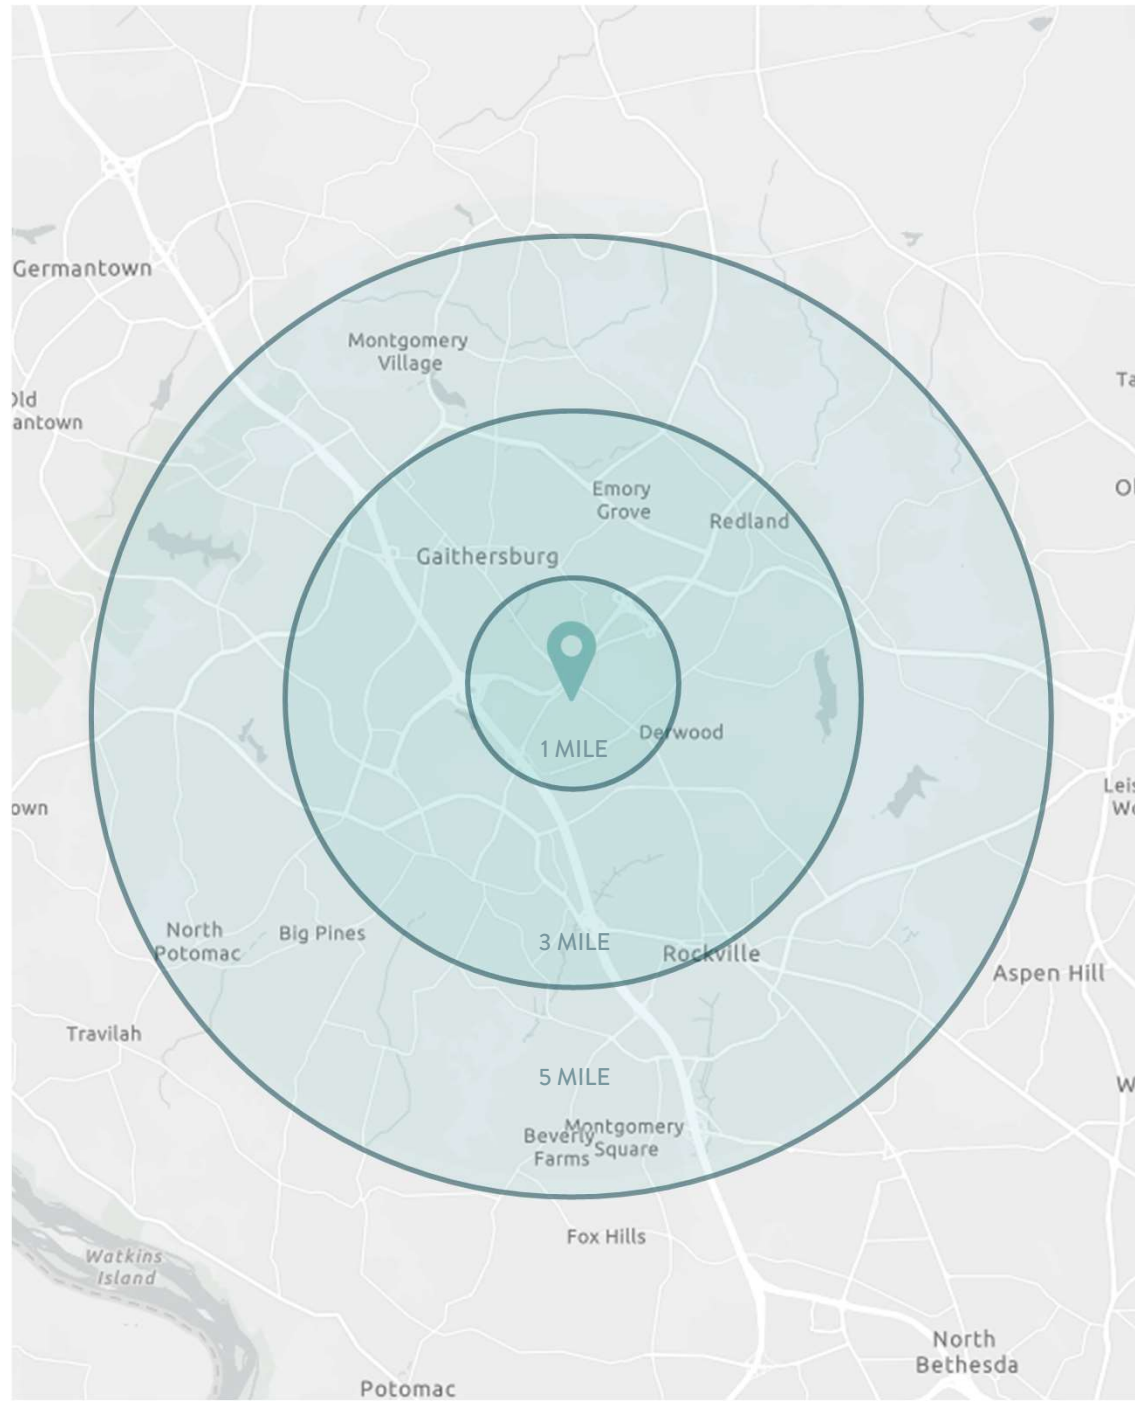 Germantown
Montgomery
Village
Old
antown
Ta
Emory
Grove
Redland
Ol
Gaithersburg
Derwood
1 MILE
Leis
Wo
own
North
Potomac
Big Pines
3 MILE
Rockville
Aspen Hill
Travilah
5 MILE
W
Montgomery
Square
Beverly
Farms
Fox Hills
Watkins
Island
North
Bethesda
Potomac